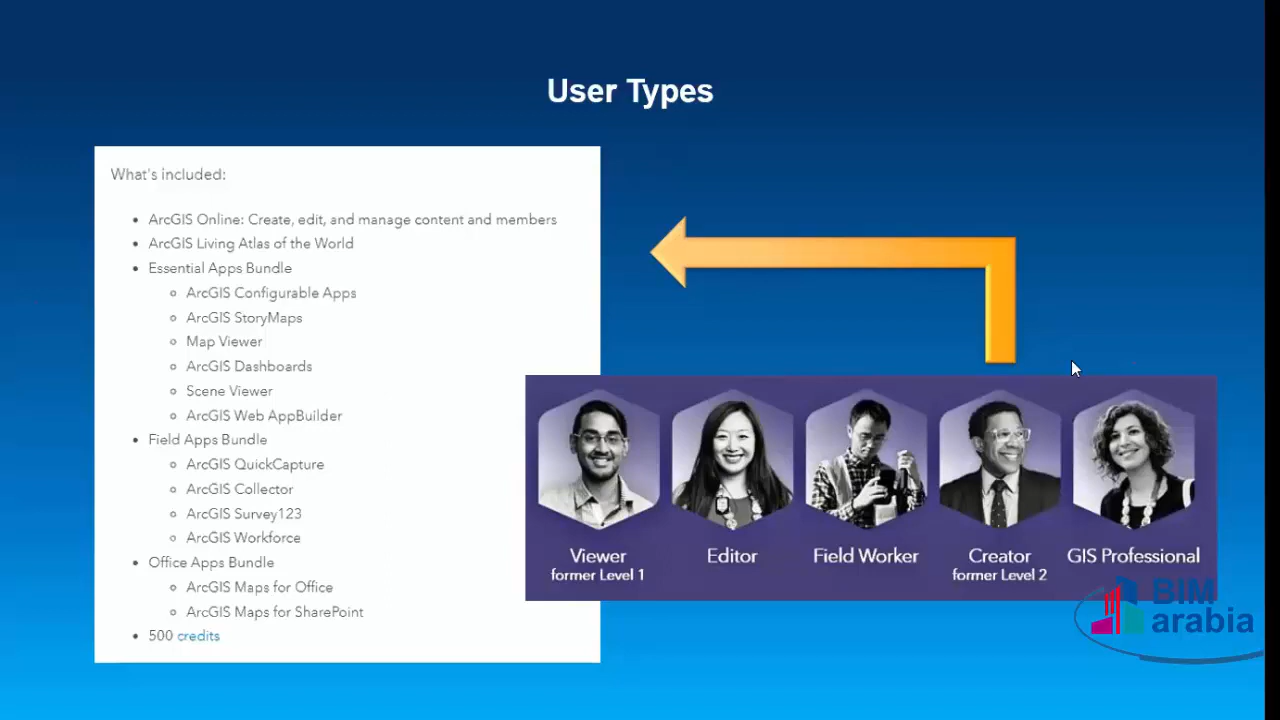 User Types
What's included:
ArcGIS Online: Create, edit, and manage content and members
ArcGIS Living Atlas of the World
Essential Apps Bundle
ArcGIS Configurable Apps
ArcGIS StoryMaps
Map Viewer
ArcGIS Dashboards
Scene Viewer
ArcGIS Web AppBuilder
Field Apps Bundle
ArcGIS QuickCapture
ArcGIS Collector
ArcGIS Survey123
ArcGIS Workforce
Office Apps Bundle
ArcGIS Maps for Office
ArcGIS Maps for SharePoint
500 credits
Viewer
former Level 1
Editor
Field Worker
Creator
former Level 2
GIS Professional
BIM
arabia